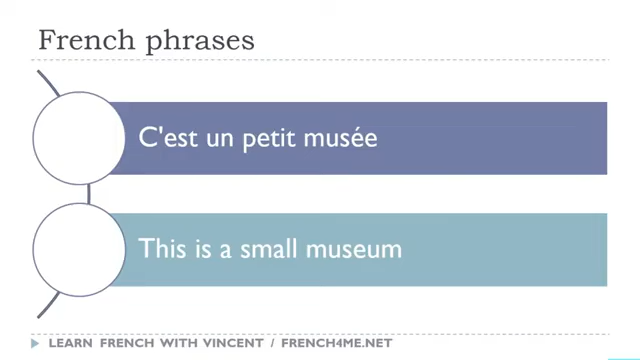 French phrases
C'est un petit musée
This is a small museum
LEARN FRENCH WITH VINCENT / FRENCH4ME.NET